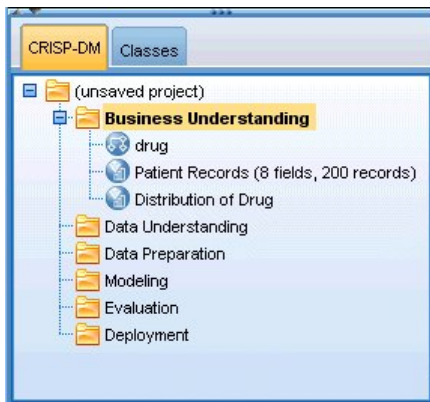 CRISP-DM Classes
(unsaved project)
Business Understanding
drug
Patient Records (8 fields, 200 records)
Distribution of Drug
Data Understanding
Data Preparation
Modeling
Evaluation
Deployment